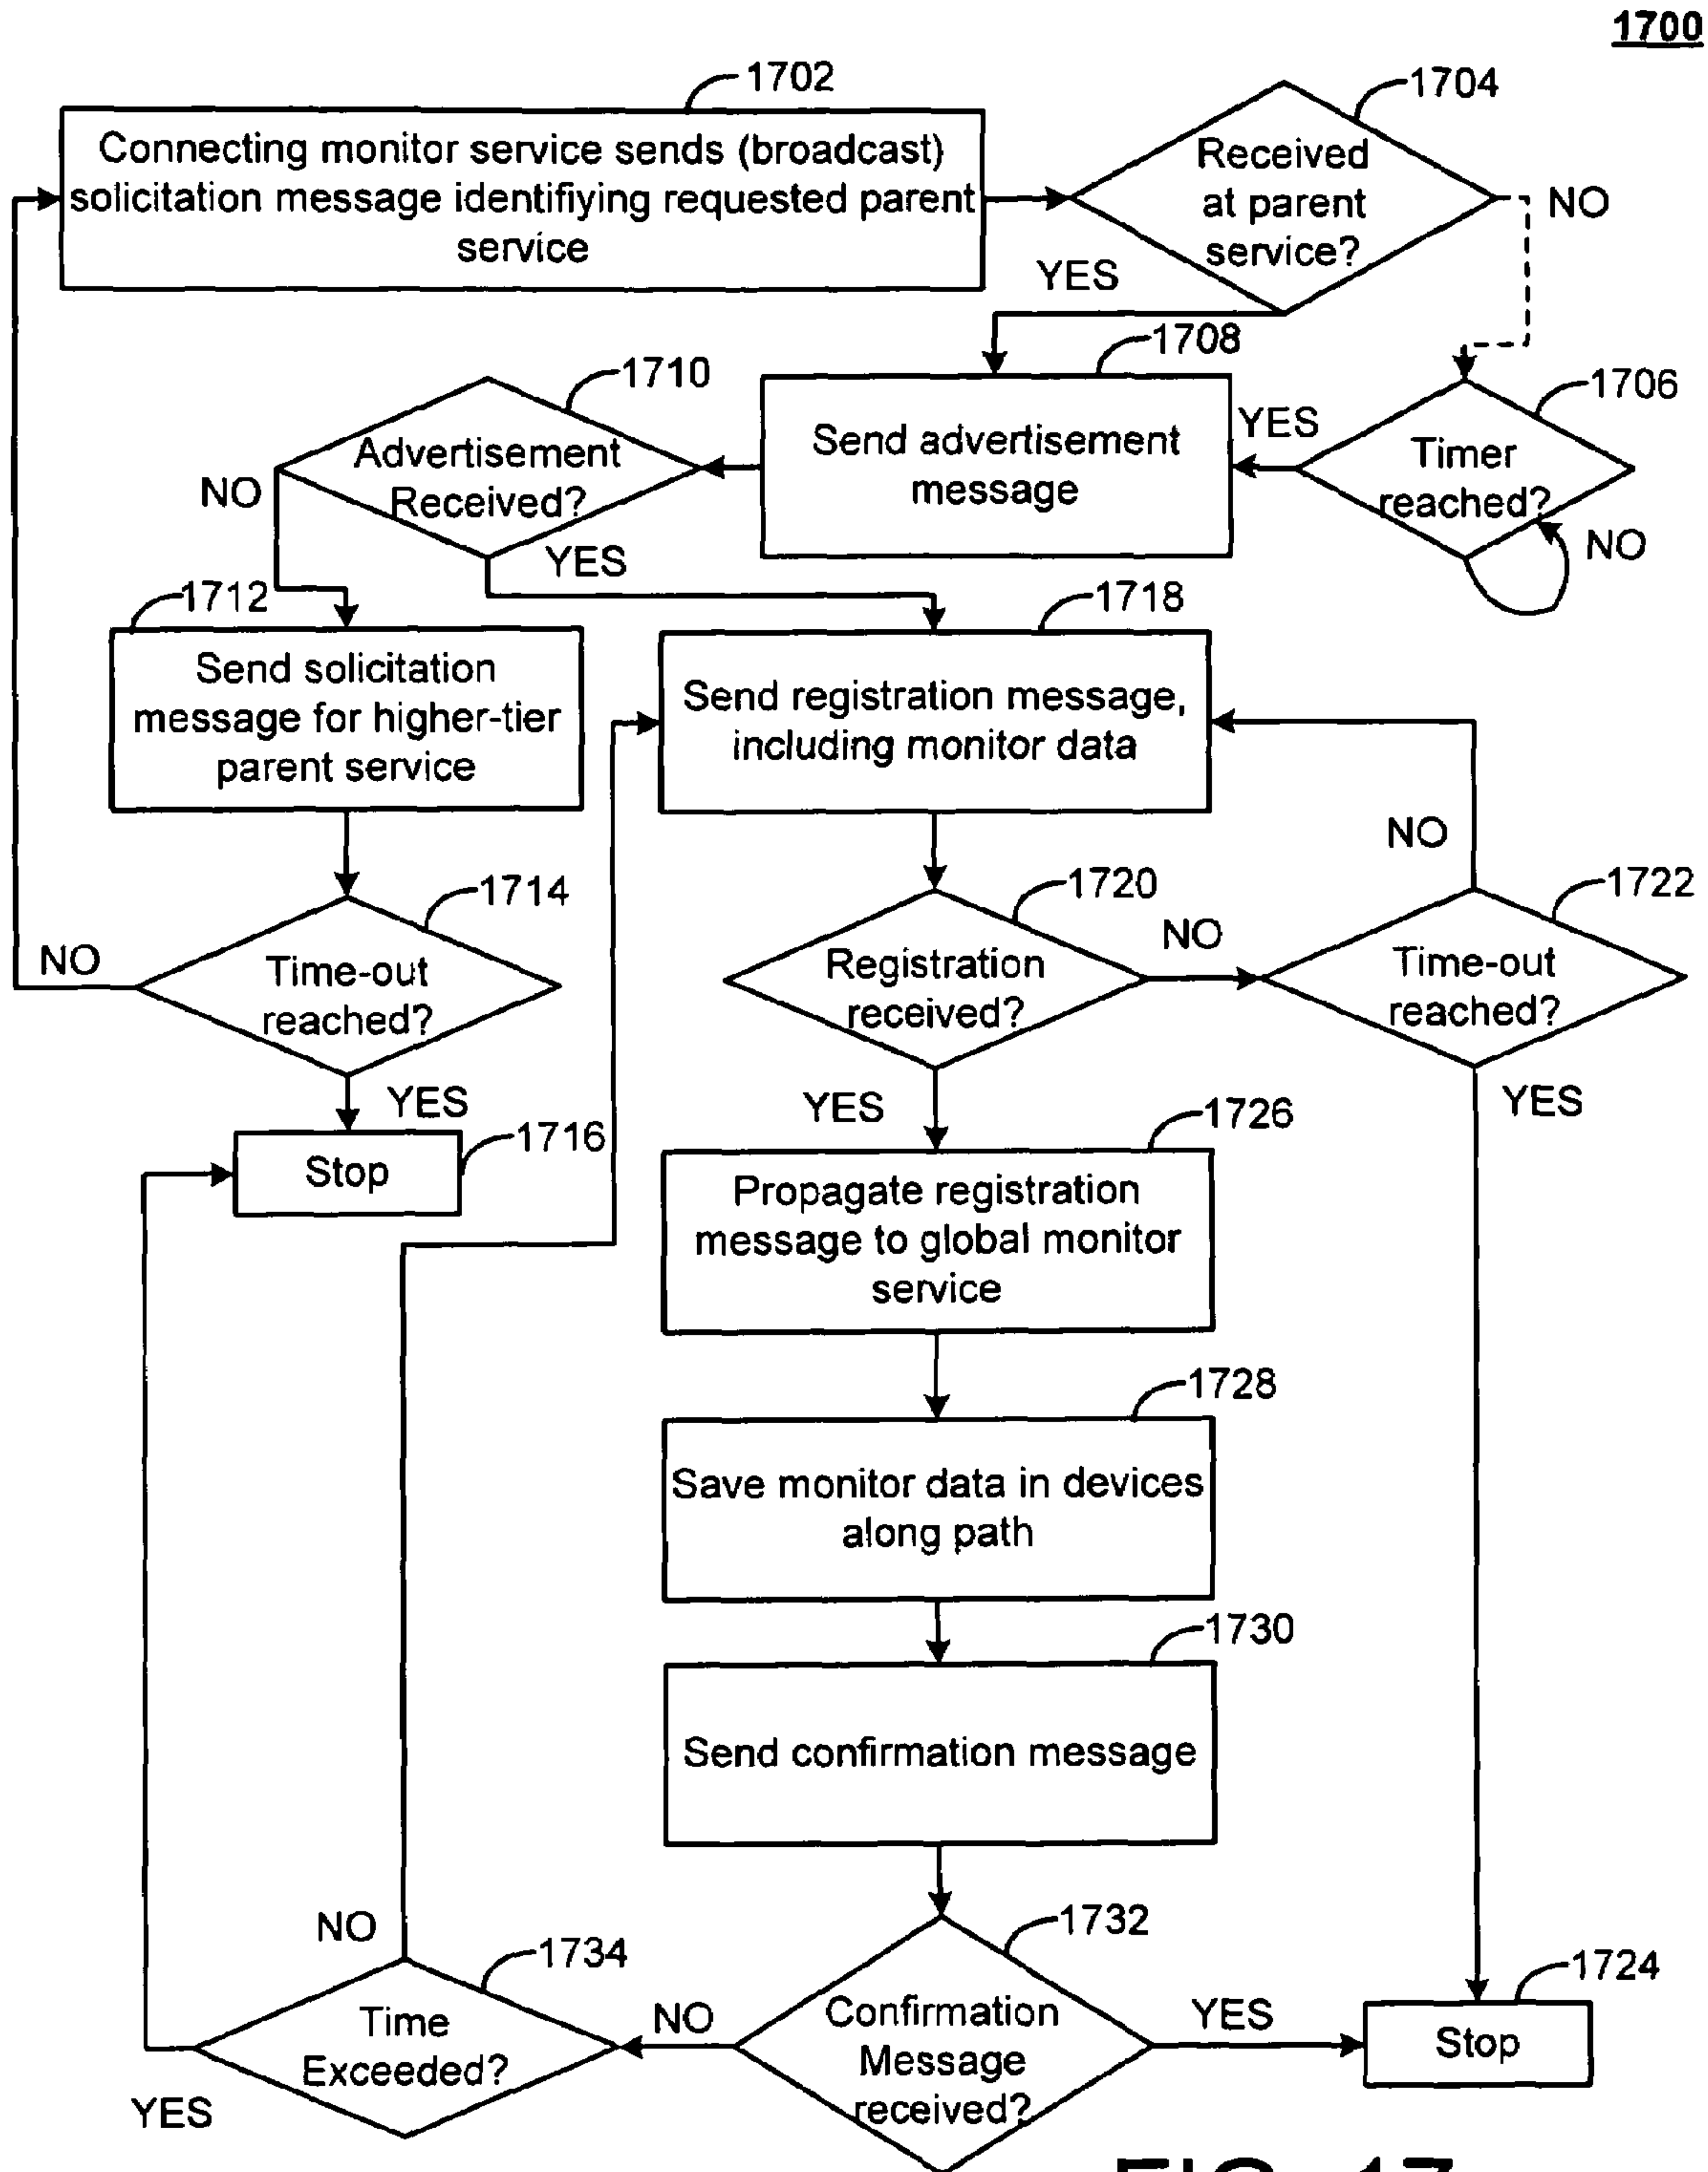 1700
1702
Connecting monitor service sends (broadcast)
solicitation message identifiying requested parent
service
1704
Received
at parent
service?
NO
YES
1708
Send advertisement
message
1706
Timer
reached?
YES
NO
1710
Advertisement
Received?
NO
YES
1712
Send solicitation
message for higher-tier
parent service
1718
Send registration message,
including monitor data
1714
Time-out
reached?
NO
YES
1716
Stop
1720
Registration
received?
NO
YES
1722
Time-out
reached?
NO
YES
1726
Propagate registration
message to global monitor
service
1728
Save monitor data in devices
along path
1730
Send confirmation message
1732
Confirmation
Message
received?
NO
YES
1734
Time
Exceeded?
NO
YES
1724
Stop
FIG. 17